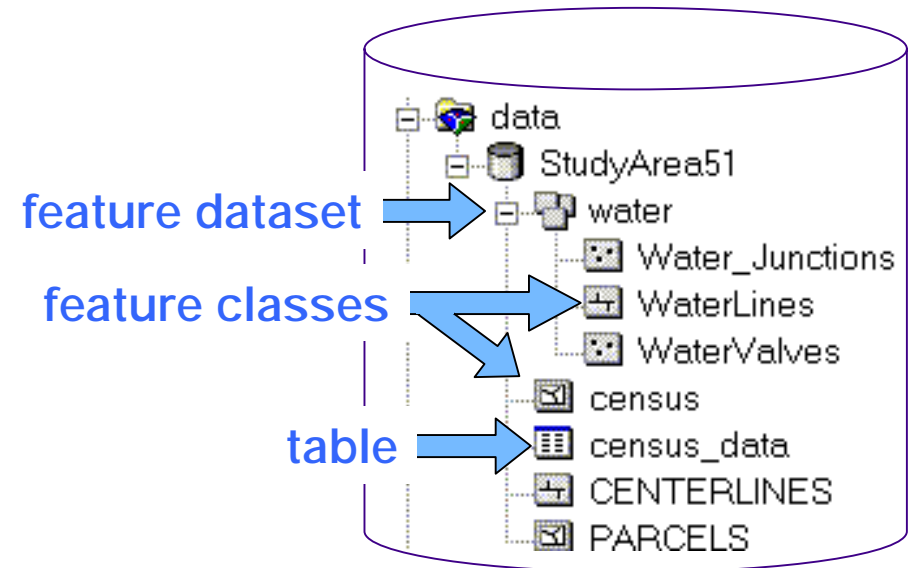 data
StudyArea51
feature dataset
water
Water_Junctions
feature classes
WaterLines
WaterValves
census
table
census_data
CENTERLINES
PARCELS